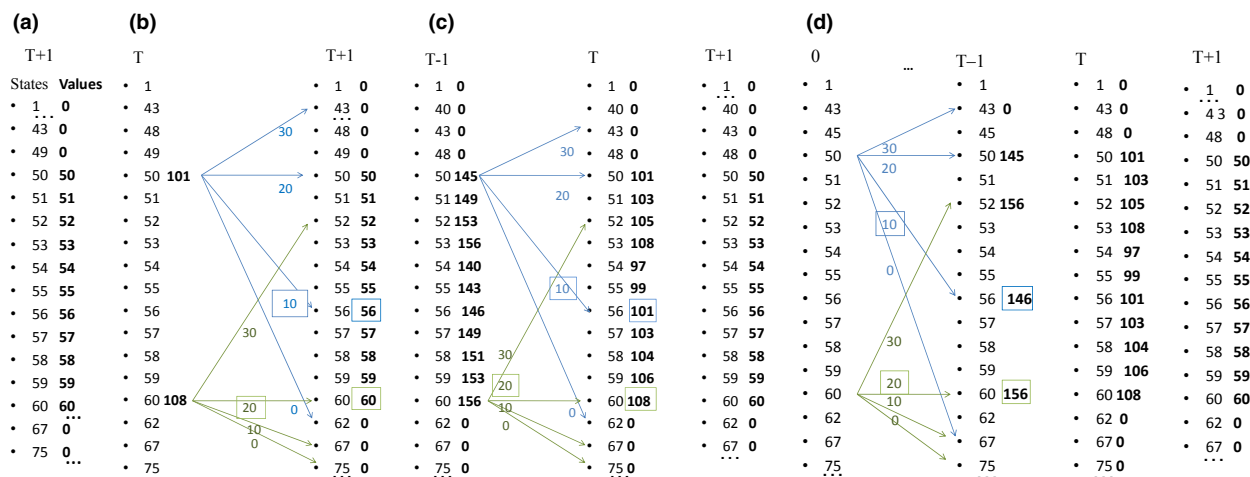 (a)
T+1
States Values
• 1 0
...
• 43 0
• 49 0
• 50 50
• 51 51
• 52 52
• 53 53
• 54 54
• 55 55
• 56 56
• 57 57
• 58 58
• 59 59
• 60 60
...
• 67 0
• 75 0
...
(b)
T
• 1
• 43
• 48
• 49
• 50 101
• 51
• 52
• 53
• 54
• 55
• 56
• 57
• 58
• 59
• 60 108
• 62
• 67
• 75
30
20
10
0
30
20
10
0
T+1
• 1 0
• 43 0
...
• 48 0
• 49 0
• 50 50
• 51 51
• 52 52
• 53 53
• 54 54
• 55 55
• 56 56
• 57 57
• 58 58
• 59 59
• 60 60
• 62 0
• 67 0
• 75 0
...
(c)
T-1
• 1 0
• 40 0
• 43 0
• 48 0
• 50 145
• 51 149
• 52 153
• 53 156
• 54 140
• 55 143
• 56 146
• 57 149
• 58 151
• 59 153
• 60 156
• 62 0
• 67 0
• 75 0
30
20
10
0
30
20
10
0
T
• 1 0
• 40 0
• 43 0
• 48 0
• 50 101
• 51 103
• 52 105
• 53 108
• 54 97
• 55 99
• 56 101
• 57 103
• 58 104
• 59 106
• 60 108
• 62 0
• 67 0
• 75 0
...
T+1
• 1 0
...
• 40 0
• 43 0
• 48 0
• 50 50
• 51 51
• 52 52
• 53 53
• 54 54
• 55 55
• 56 56
• 57 57
• 58 58
• 59 59
• 60 60
• 62 0
• 67 0
...
(d)
0
• 1
• 43
• 45
• 50
• 51
• 52
• 53
• 54
• 55
• 56
• 57
• 58
• 59
• 60
• 62
• 67
• 75
...
...
30
20
10
0
30
20
10
0
T–1
• 1
• 43 0
• 45
• 50 145
• 51
• 52 156
• 53
• 54
• 55
• 56 146
• 57
• 58
• 59
• 60 156
• 62
• 67
• 75
...
T
• 1 0
• 43 0
• 48 0
• 50 101
• 51 103
• 52 105
• 53 108
• 54 97
• 55 99
• 56 101
• 57 103
• 58 104
• 59 106
• 60 108
• 62 0
• 67 0
• 75 0
...
T+1
• 1 0
...
• 4 3 0
• 48 0
• 50 50
• 51 51
• 52 52
• 53 53
• 54 54
• 55 55
• 56 56
• 57 57
• 58 58
• 59 59
• 60 60
• 62 0
• 67 0
...